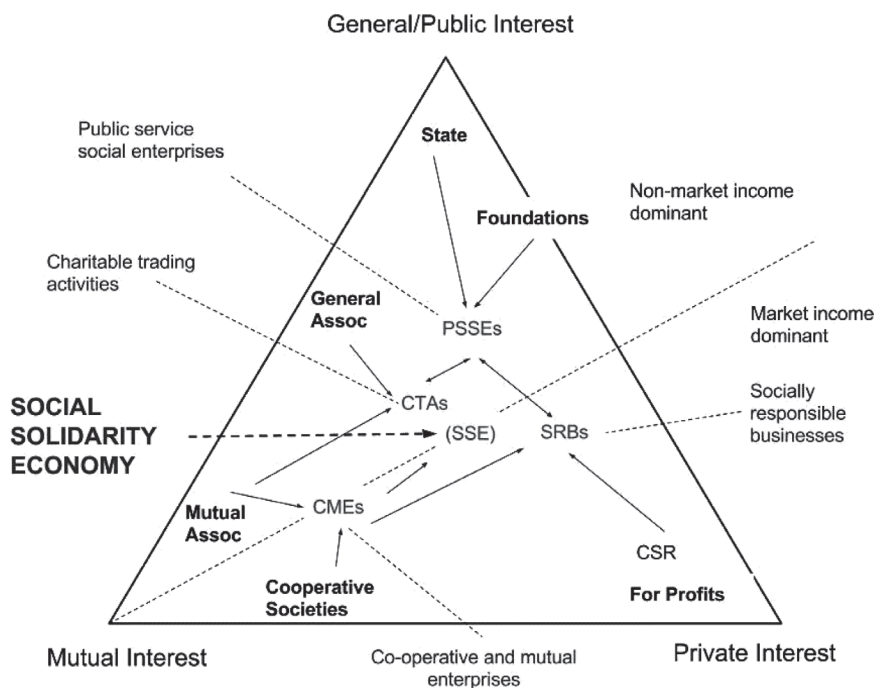 General/Public Interest
Public service
social enterprises
State
Foundations
Non-market income
dominant
Charitable trading
activities
General
Assoc
PSSEs
Market income
dominant
SOCIAL
SOLIDARITY
ECONOMY
CTAs
(SSE)
SRBs
Socially
responsible
businesses
Mutual
Assoc
CMEs
Cooperative
Societies
CSR
For Profits
Mutual Interest
Co-operative and mutual
enterprises
Private Interest